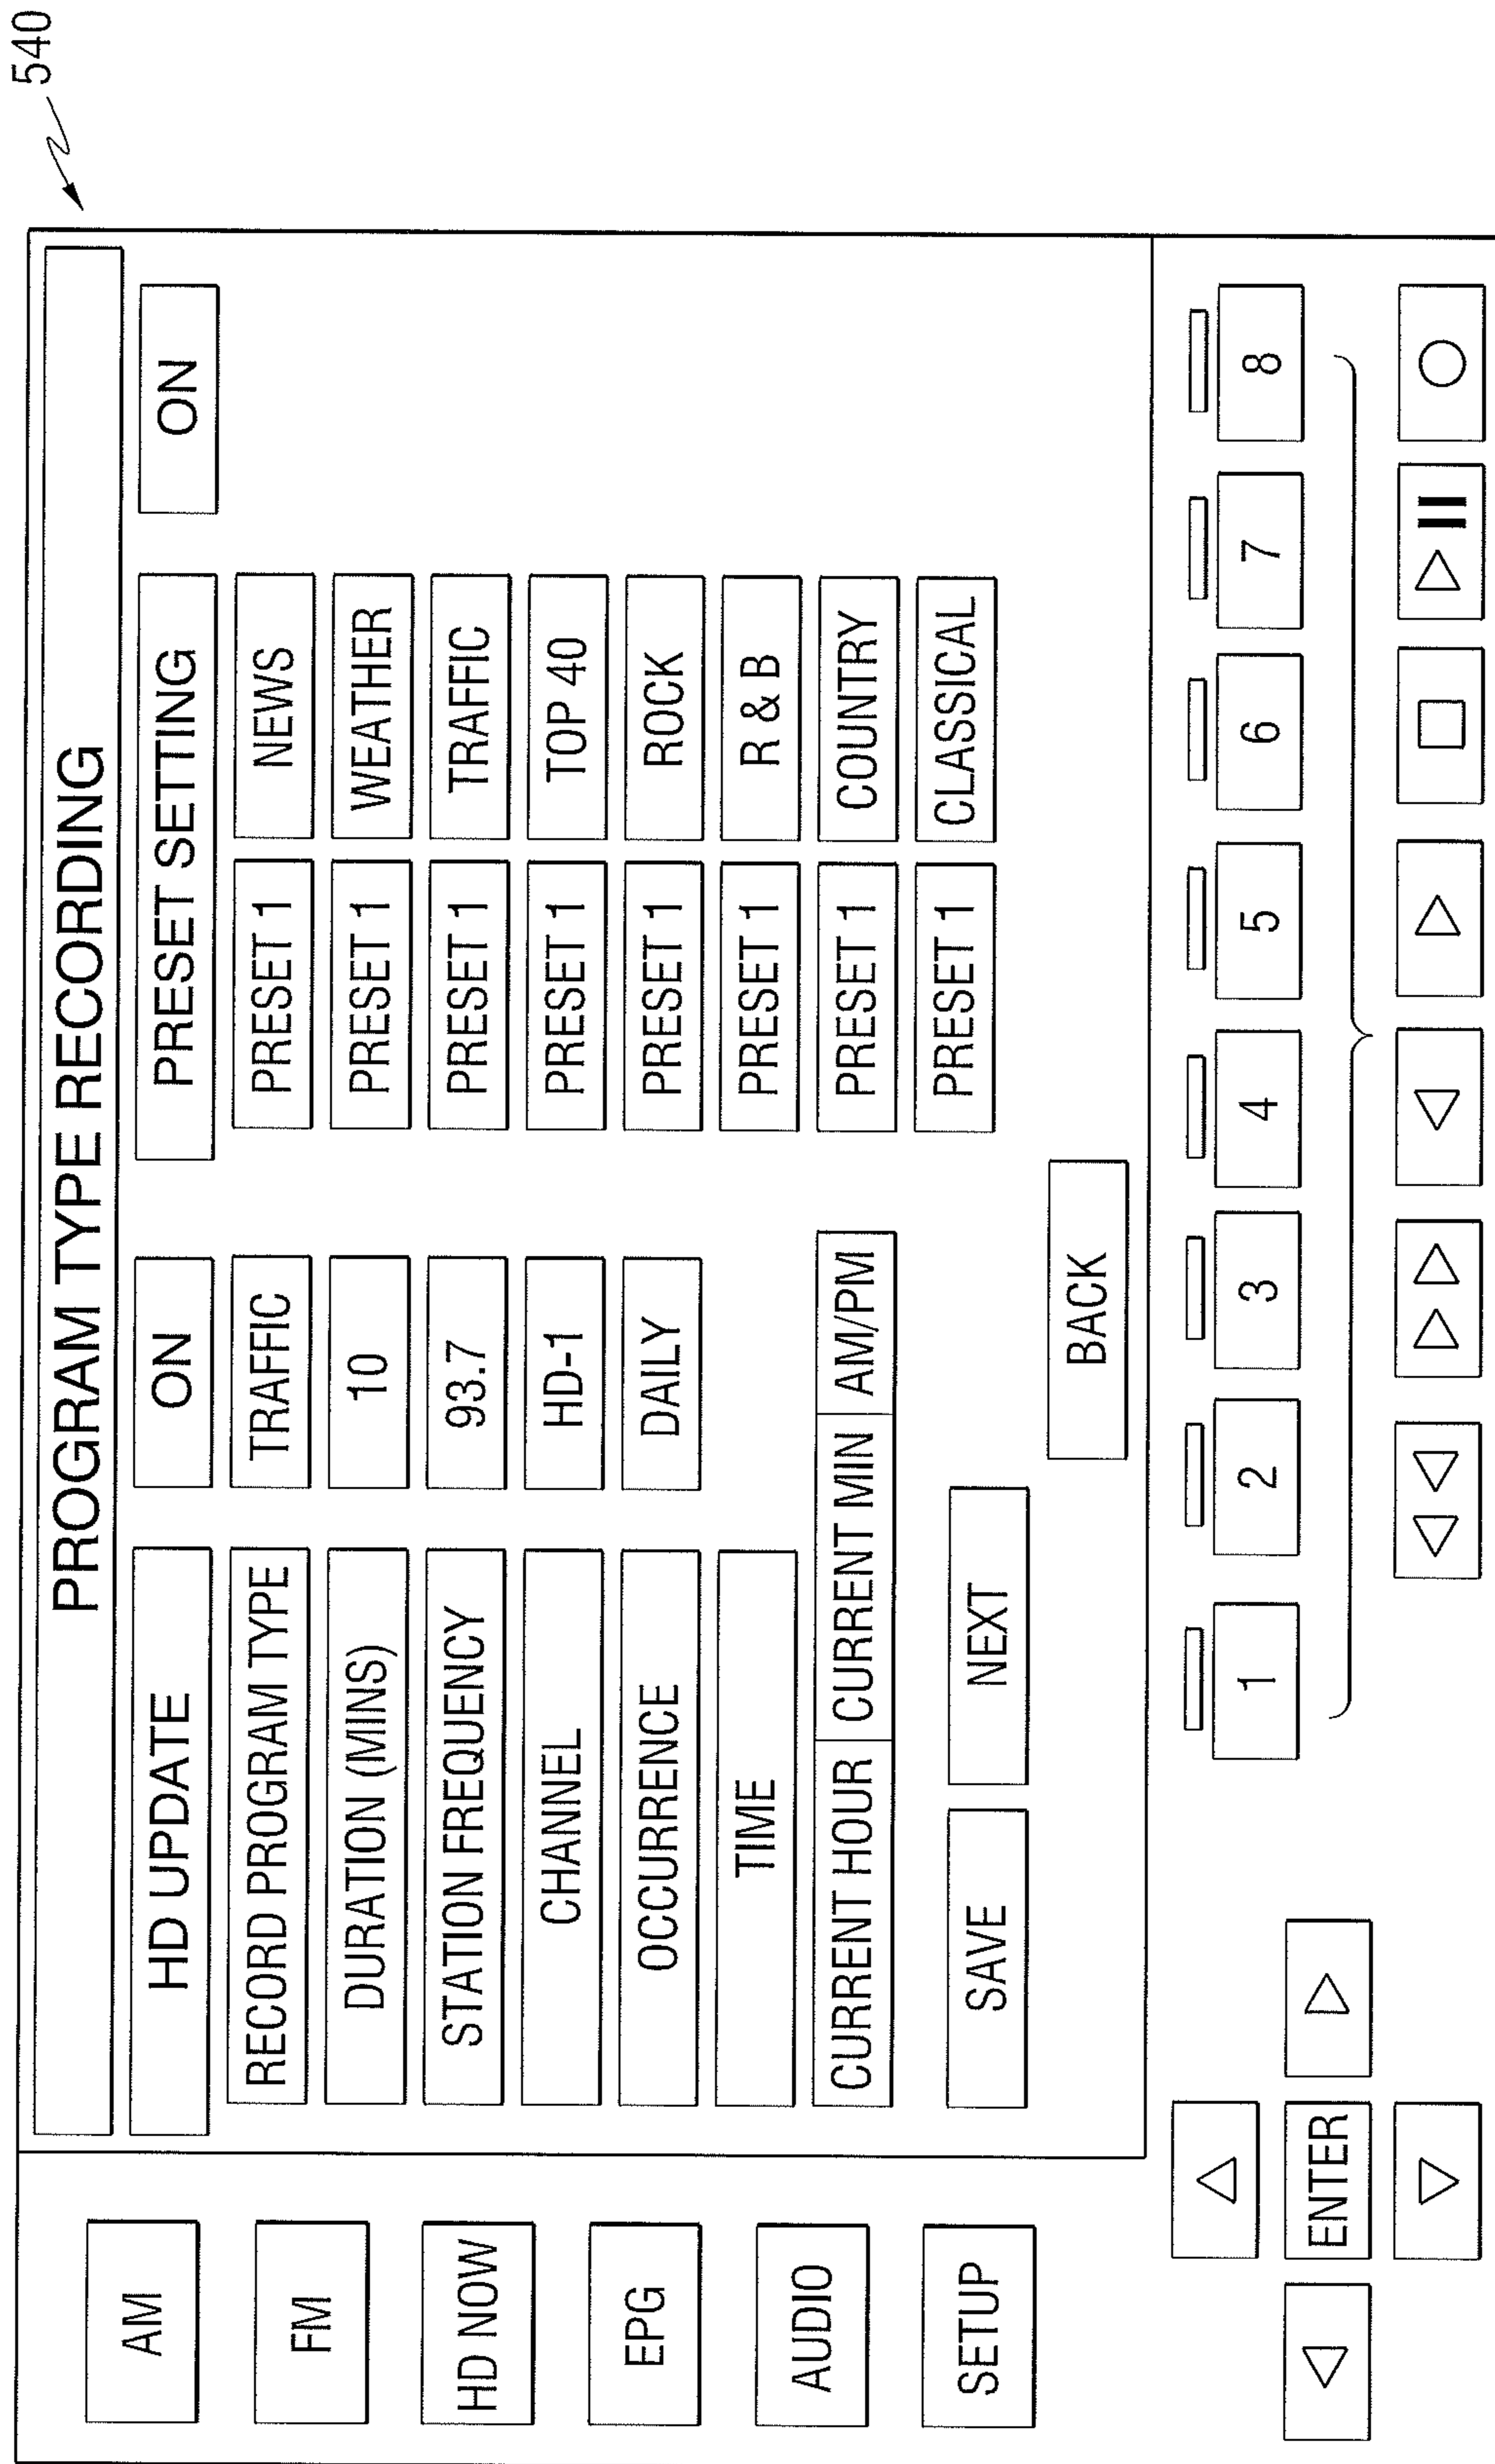 540
PROGRAM TYPE RECORDING
AM
FM
HD NOW
EPG
AUDIO
SETUP
HD UPDATE ON
RECORD PROGRAM TYPE TRAFFIC
DURATION (MINS) 10
STATION FREQUENCY 93.7
CHANNEL HD-1
OCCURRENCE DAILY
TIME
CURRENT HOUR CURRENT MIN AM/PM
SAVE NEXT
BACK
PRESET SETTING ON
PRESET 1 NEWS
PRESET 1 WEATHER
PRESET 1 TRAFFIC
PRESET 1 TOP 40
PRESET 1 ROCK
PRESET 1 R & B
PRESET 1 COUNTRY
PRESET 1 CLASSICAL
ENTER
1 2 3 4 5 6 7 8